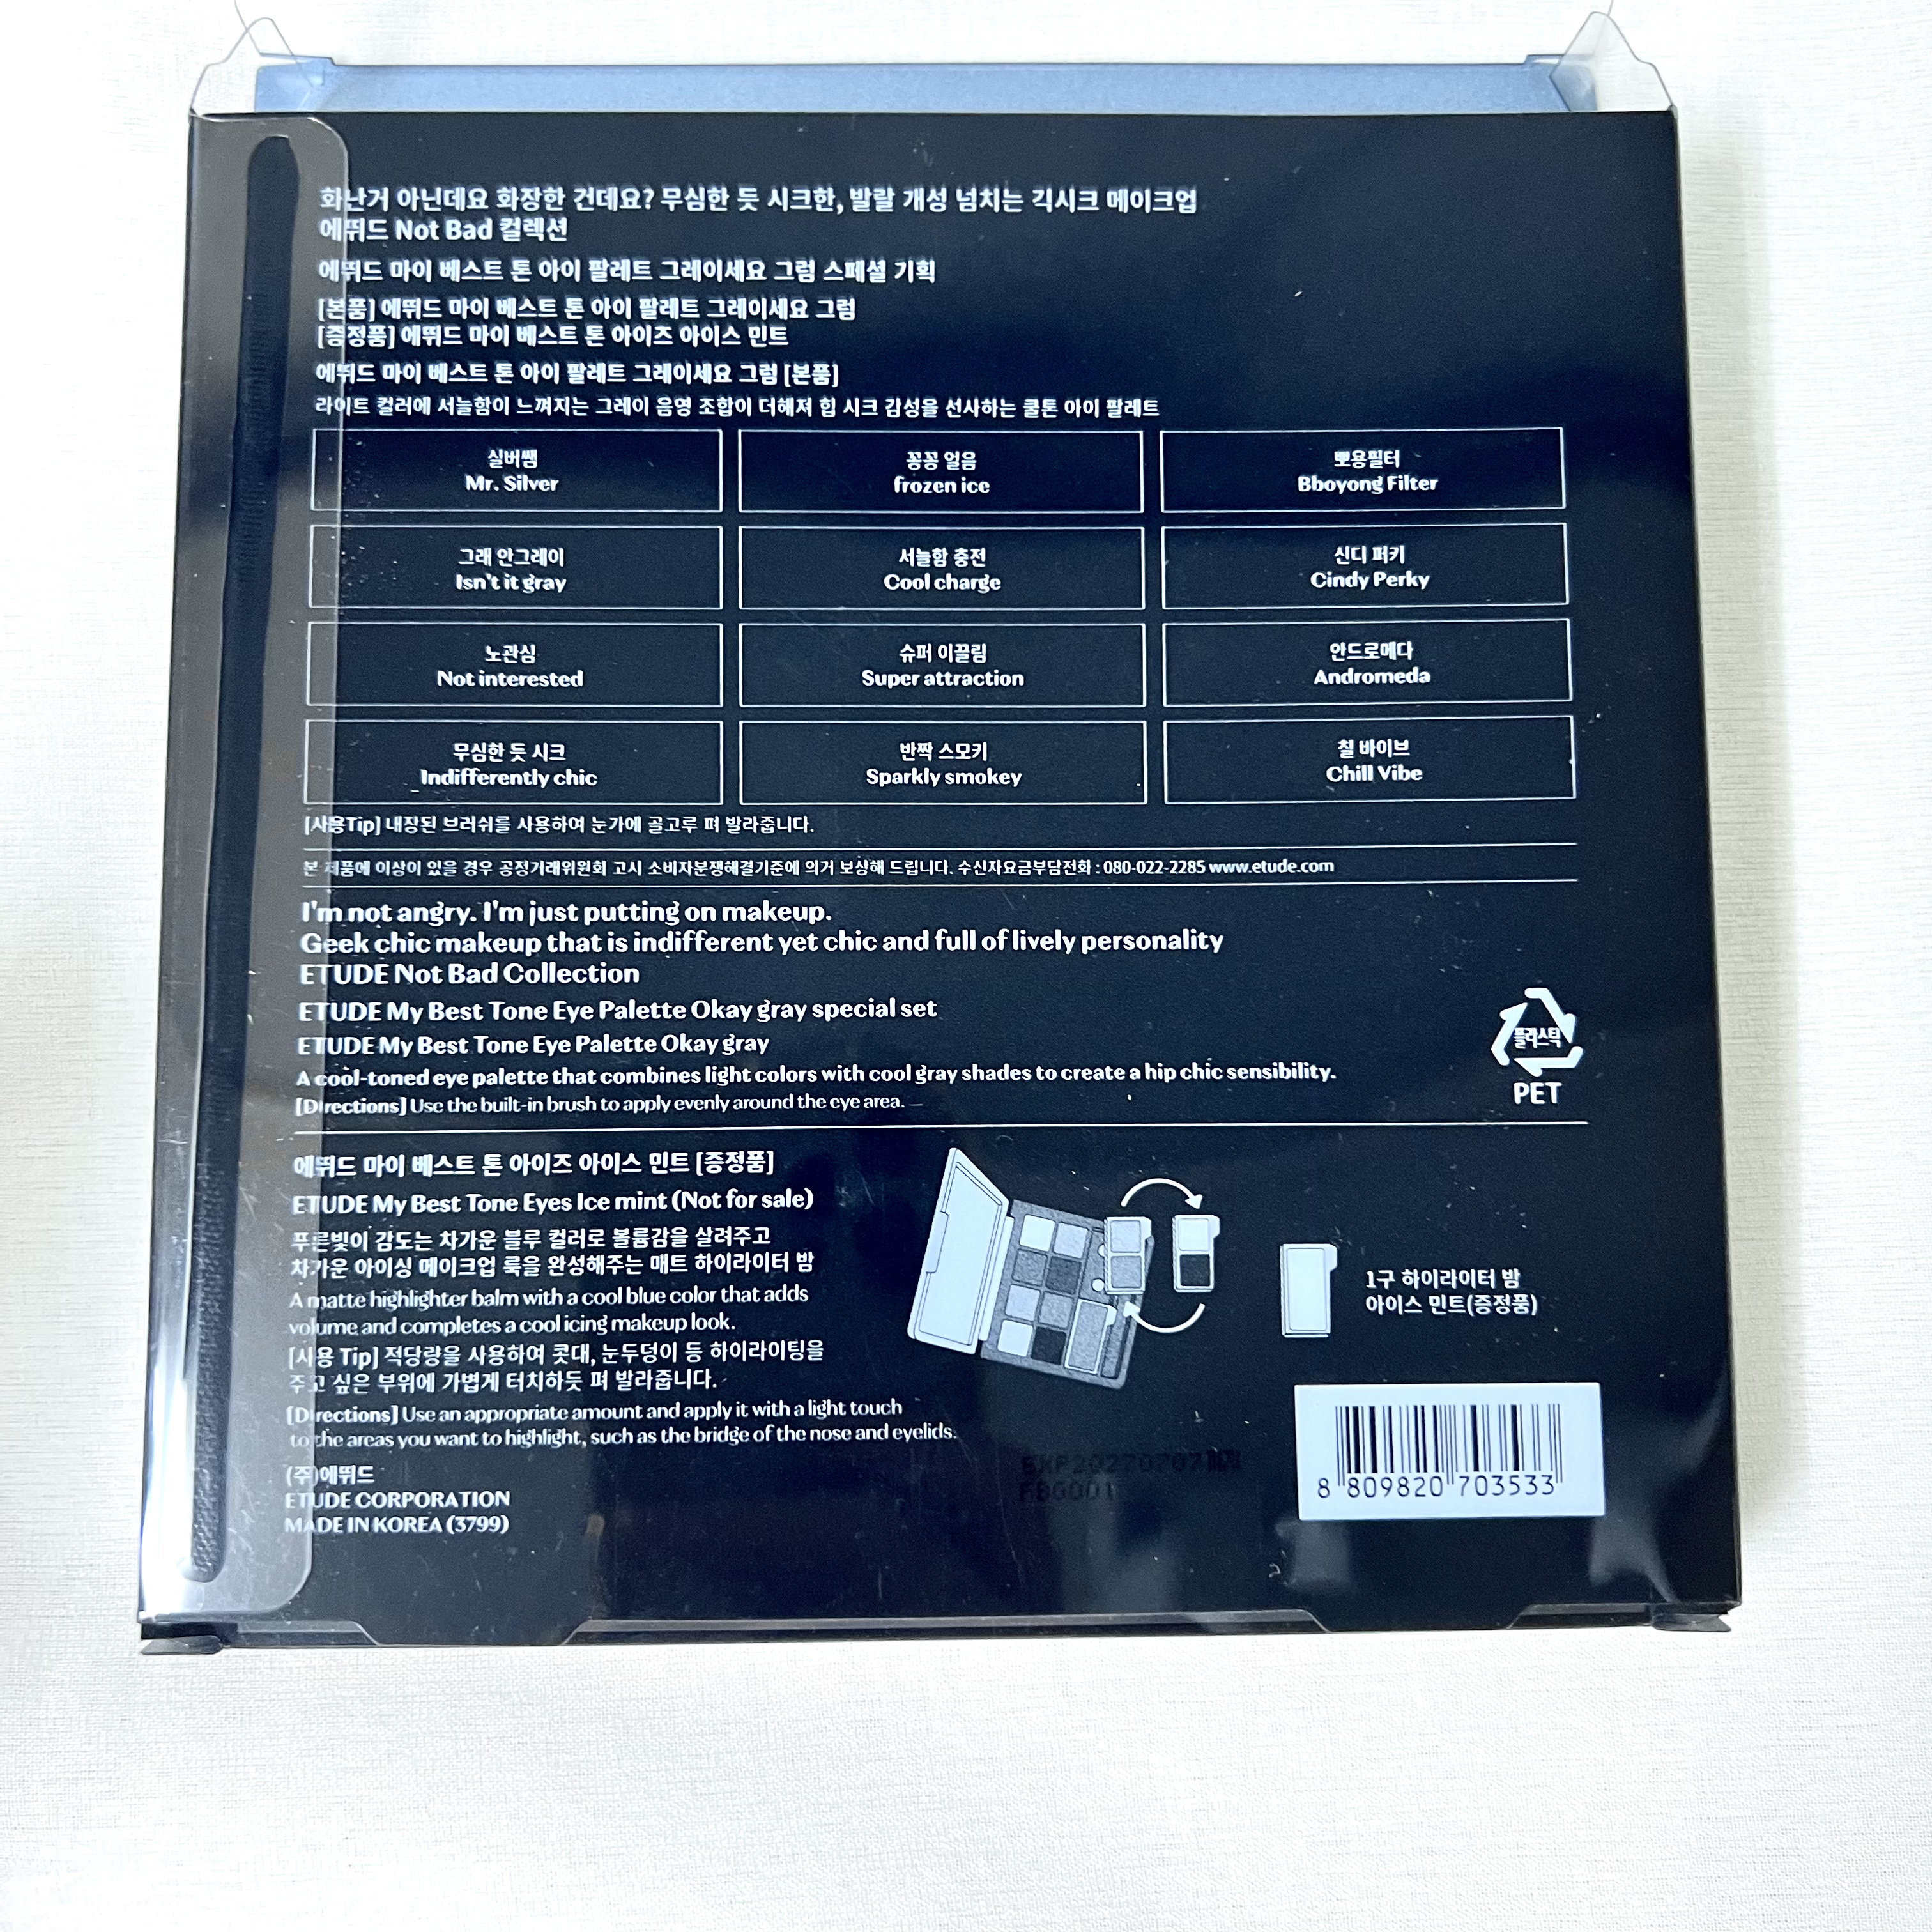 화난거 아닌데요 화장한 건데요? 무심한 듯 시크한, 발랄 개성 넘치는 긱시크 메이크업
에뛰드 Not Bad 컬렉션
에뛰드 마이 베스트 톤 아이 팔레트 그레이세요 그럼 스페셜 기획
[본품] 에뛰드 마이 베스트 톤 아이 팔레트 그레이세요 그럼
[증정품] 에뛰드 마이 베스트 톤 아이즈 아이스 민트
에뛰드 마이 베스트 톤 아이 팔레트 그레이세요 그럼 [본품]
라이트 컬러에 서늘함이 느껴지는 그레이 음영 조합이 더해져 힙 시크 감성을 선사하는 쿨톤 아이 팔레트
실버쌤
Mr. Silver
꽁꽁 얼음
frozen ice
뽀용필터
Bboyong Filter
그래 안그레이
Isn't it gray
서늘함 충전
Cool charge
신디 퍼키
Cindy Perky
노관심
Not interested
슈퍼 이끌림
Super attraction
안드로메다
Andromeda
무심한 듯 시크
Indifferently chic
반짝 스모키
Sparkly smokey
칠 바이브
Chill Vibe
[사용Tip] 내장된 브러쉬를 사용하여 눈가에 골고루 펴 발라줍니다.
본 제품에 이상이 있을 경우 공정거래위원회 고시 소비자분쟁해결기준에 의거 보상해 드립니다. 수신자요금부담전화 : 080-022-2285 www.etude.com
I'm not angry. I'm just putting on makeup.
Geek chic makeup that is indifferent yet chic and full of lively personality
ETUDE Not Bad Collection
ETUDE My Best Tone Eye Palette Okay gray special set
ETUDE My Best Tone Eye Palette Okay gray
A cool-toned eye palette that combines light colors with cool gray shades to create a hip chic sensibility.
[Directions] Use the built-in brush to apply evenly around the eye area.
플라스틱
PET
에뛰드 마이 베스트 톤 아이즈 아이스 민트 [증정품]
ETUDE My Best Tone Eyes Ice mint (Not for sale)
푸른빛이 감도는 차가운 블루 컬러로 볼륨감을 살려주고
차가운 아이싱 메이크업 룩을 완성해주는 매트 하이라이터 밤
A matte highlighter balm with a cool blue color that adds
volume and completes a cool icing makeup look.
[사용 Tip] 적당량을 사용하여 콧대, 눈두덩이 등 하이라이팅을
주고 싶은 부위에 가볍게 터치하듯 펴 발라줍니다.
[Directions] Use an appropriate amount and apply it with a light touch
to the areas you want to highlight, such as the bridge of the nose and eyelids.
1구 하이라이터 밤
아이스 민트(증정품)
(주)에뛰드
ETUDE CORPORATION
MADE IN KOREA (3799)
EXP20270707
8 809820 703533